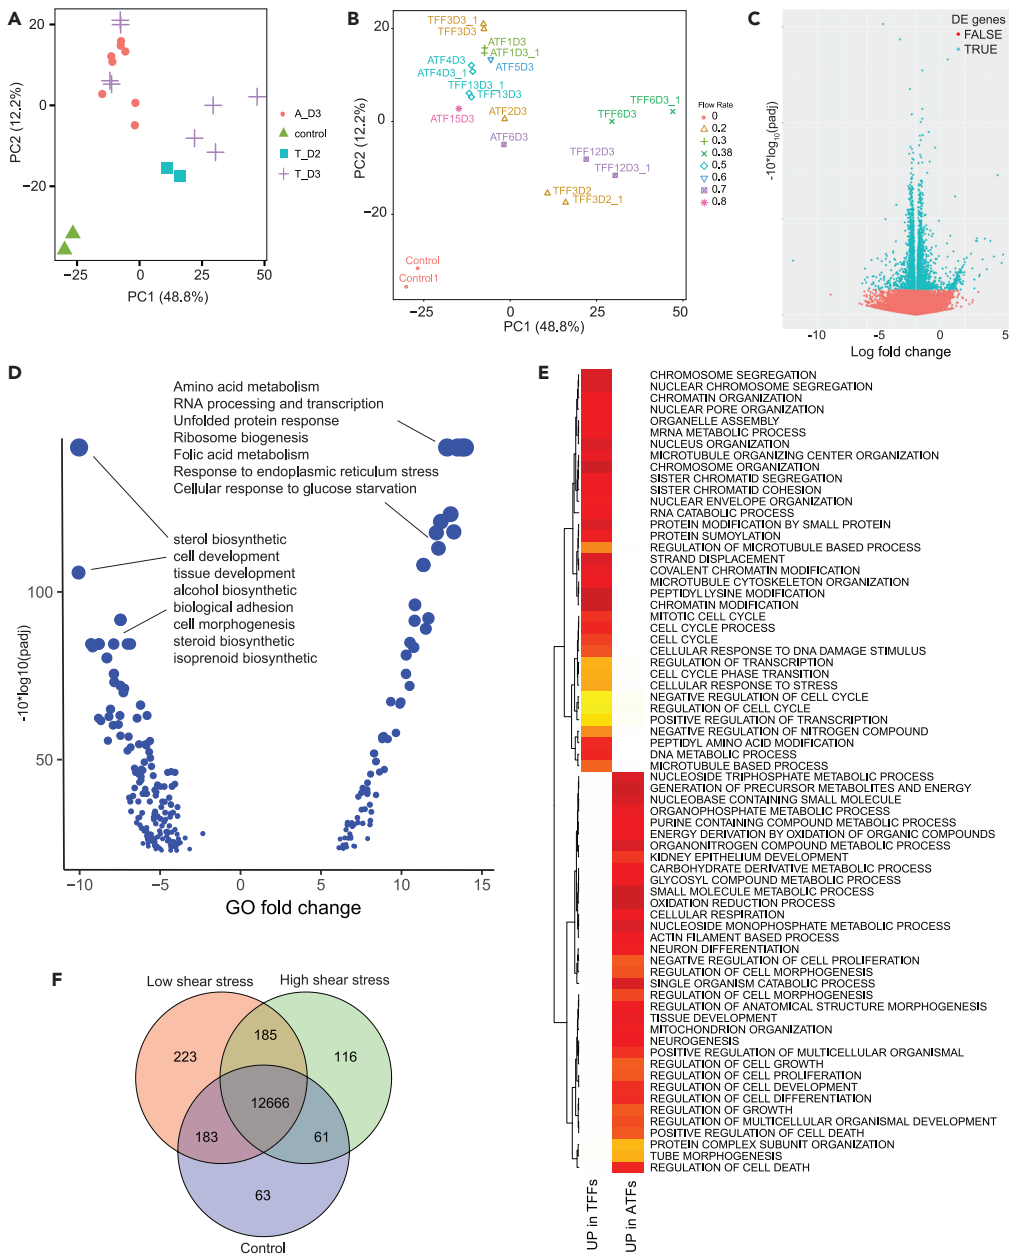 A
20
0
−20
PC2 (12.2%)
−25
0
25
50
PC1 (48.8%)
A_D3
control
T_D2
T_D3
B
20
0
−20
PC2 (12.2%)
TFF3D3_1
TFF3D3
ATF1D3
ATF1D3_1
ATF4D3
ATF5D3
ATF4D3_1
TFF13D3_1
TFF13D3
ATF15D3
ATF2D3
TFF6D3_1
TFF6D3
ATF6D3
TFF12D3
TFF12D3_1
TFF3D2
TFF3D2_1
Control
Control1
−25
0
25
50
PC1 (48.8%)
Flow Rate
0
0.2
0.3
0.38
0.5
0.6
0.7
0.8
C
DE genes
FALSE
TRUE
-10*log10(padj)
−10
−5
0
5
Log fold change
D
Amino acid metabolism
RNA processing and transcription
Unfolded protein response
Ribosome biogenesis
Folic acid metabolism
Response to endoplasmic reticulum stress
Cellular response to glucose starvation
sterol biosynthetic
cell development
tissue development
alcohol biosynthetic
biological adhesion
cell morphogenesis
steroid biosynthetic
isoprenoid biosynthetic
100
50
-10*log10(padj)
−10
−5
0
5
10
15
GO fold change
E
CHROMOSOME SEGREGATION
NUCLEAR CHROMOSOME SEGREGATION
CHROMATIN ORGANIZATION
NUCLEAR PORE ORGANIZATION
ORGANELLE ASSEMBLY
MRNA METABOLIC PROCESS
NUCLEUS ORGANIZATION
MICROTUBULE ORGANIZING CENTER ORGANIZATION
CHROMOSOME ORGANIZATION
SISTER CHROMATID SEGREGATION
SISTER CHROMATID COHESION
NUCLEAR ENVELOPE ORGANIZATION
RNA CATABOLIC PROCESS
PROTEIN MODIFICATION BY SMALL PROTEIN
PROTEIN SUMOYLATION
REGULATION OF MICROTUBULE BASED PROCESS
STRAND DISPLACEMENT
COVALENT CHROMATIN MODIFICATION
MICROTUBULE CYTOSKELETON ORGANIZATION
PEPTIDYL LYSINE MODIFICATION
CHROMATIN MODIFICATION
MITOTIC CELL CYCLE
CELL CYCLE PROCESS
CELL CYCLE
CELLULAR RESPONSE TO DNA DAMAGE STIMULUS
REGULATION OF TRANSCRIPTION
CELL CYCLE PHASE TRANSITION
CELLULAR RESPONSE TO STRESS
NEGATIVE REGULATION OF CELL CYCLE
REGULATION OF CELL CYCLE
POSITIVE REGULATION OF TRANSCRIPTION
NEGATIVE REGULATION OF NITROGEN COMPOUND
PEPTIDYL AMINO ACID MODIFICATION
DNA METABOLIC PROCESS
MICROTUBULE BASED PROCESS
NUCLEOSIDE TRIPHOSPHATE METABOLIC PROCESS
GENERATION OF PRECURSOR METABOLITES AND ENERGY
NUCLEOBASE CONTAINING SMALL MOLECULE
ORGANOPHOSPHATE METABOLIC PROCESS
PURINE CONTAINING COMPOUND METABOLIC PROCESS
ENERGY DERIVATION BY OXIDATION OF ORGANIC COMPOUNDS
ORGANONITROGEN COMPOUND METABOLIC PROCESS
KIDNEY EPITHELIUM DEVELOPMENT
CARBOHYDRATE DERIVATIVE METABOLIC PROCESS
GLYCOSYL COMPOUND METABOLIC PROCESS
SMALL MOLECULE METABOLIC PROCESS
OXIDATION REDUCTION PROCESS
CELLULAR RESPIRATION
NUCLEOSIDE MONOPHOSPHATE METABOLIC PROCESS
ACTIN FILAMENT BASED PROCESS
NEURON DIFFERENTIATION
NEGATIVE REGULATION OF CELL PROLIFERATION
REGULATION OF CELL MORPHOGENESIS
SINGLE ORGANISM CATABOLIC PROCESS
REGULATION OF CELL MORPHOGENESIS
REGULATION OF ANATOMICAL STRUCTURE MORPHOGENESIS
TISSUE DEVELOPMENT
MITOCHONDRION ORGANIZATION
NEUROGENESIS
POSITIVE REGULATION OF MULTICELLULAR ORGANISMAL
REGULATION OF CELL GROWTH
REGULATION OF CELL PROLIFERATION
REGULATION OF CELL DEVELOPMENT
REGULATION OF CELL DIFFERENTIATION
REGULATION OF GROWTH
REGULATION OF MULTICELLULAR ORGANISMAL DEVELOPMENT
POSITIVE REGULATION OF CELL DEATH
PROTEIN COMPLEX SUBUNIT ORGANIZATION
TUBE MORPHOGENESIS
REGULATION OF CELL DEATH
UP in TFFs
UP in ATFs
F
Low shear stress
High shear stress
223
185
116
12666
183
61
63
Control